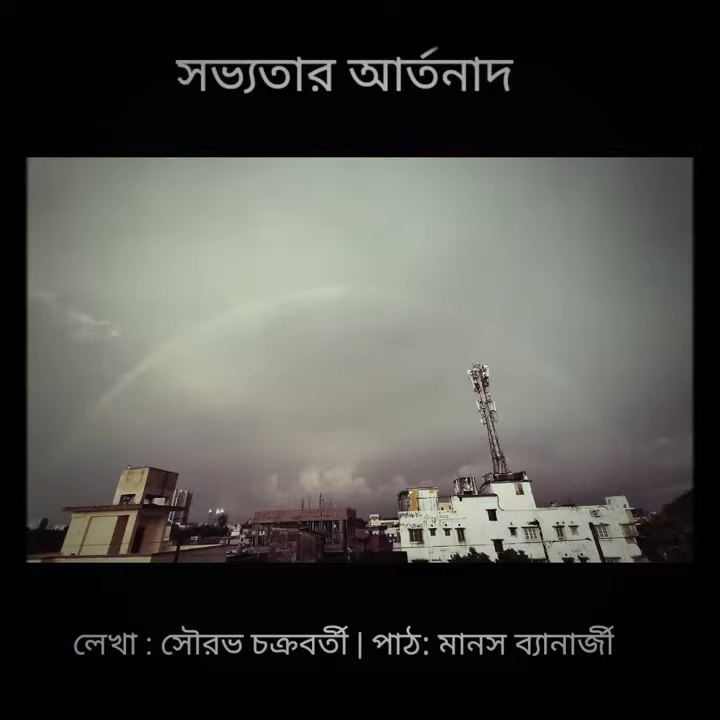 সভ্যতার আর্তনাদ
লেখা : সৌরভ চক্রবর্তী | পাঠ: মানস ব্যানার্জী